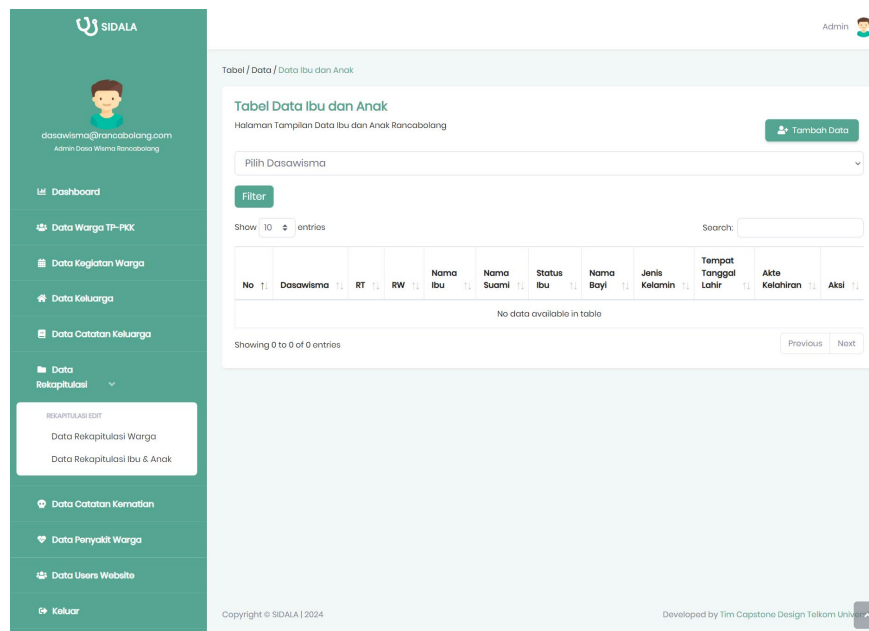 SIDALA
dasawisma@rancabolang.com
Admin Dasa Wisma Rancabolang
Dashboard
Data Warga TP-PKK
Data Kegiatan Warga
Data Keluarga
Data Catatan Keluarga
Data
Rekapitulasi
REKAPITULASI EDIT
Data Rekapitulasi Warga
Data Rekapitulasi Ibu & Anak
Data Catatan Kematian
Data Penyakit Warga
Data Users Website
Keluar
Admin
Tabel / Data / Data Ibu dan Anak
Tabel Data Ibu dan Anak
Halaman Tampilan Data Ibu dan Anak Rancabolang
Tambah Data
Pilih Dasawisma
Filter
Show 10 entries
Search:
No Dasawisma RT RW Nama Ibu Nama Suami Status Ibu Nama Bayi Jenis Kelamin Tempat Tanggal Lahir Akte Kelahiran Aksi
No data available in table
Showing 0 to 0 of 0 entries
Previous Next
Copyright © SIDALA | 2024
Developed by Tim Capstone Design Telkom